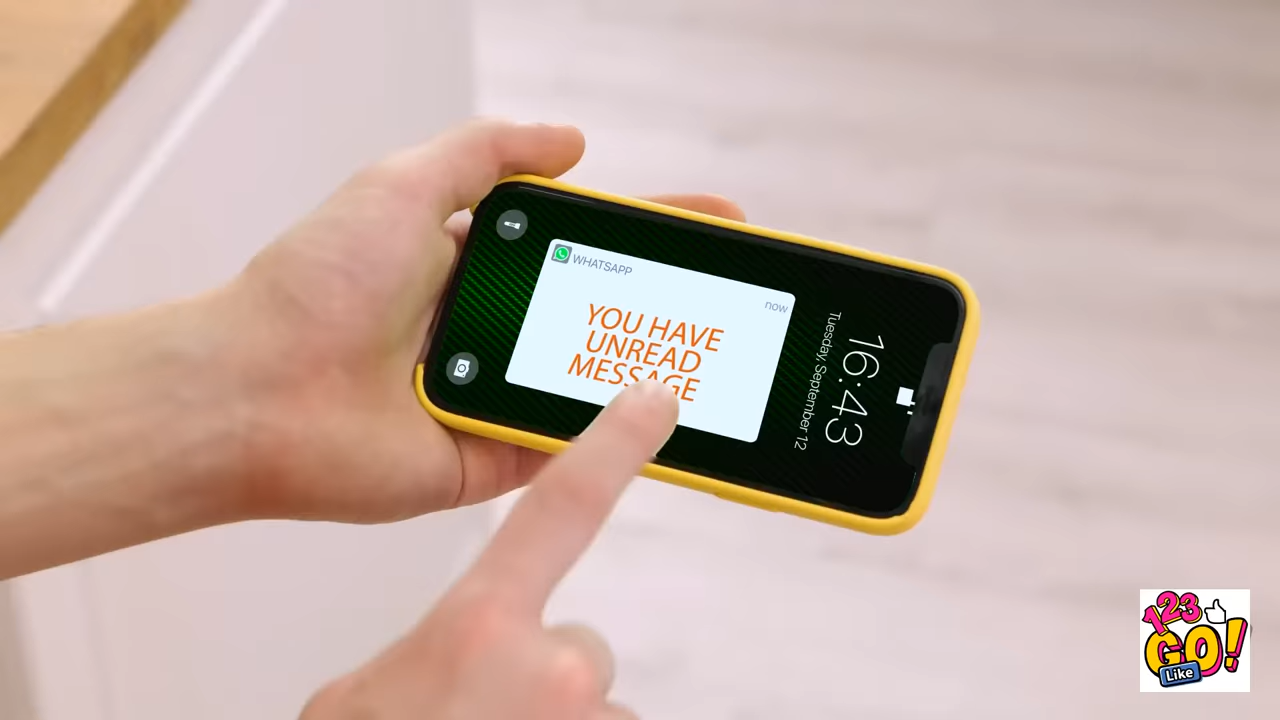 WHATSAPP
now
YOU HAVE
UNREAD
MESSAGE
16:43
Tuesday, September 12
123
GO!
Like